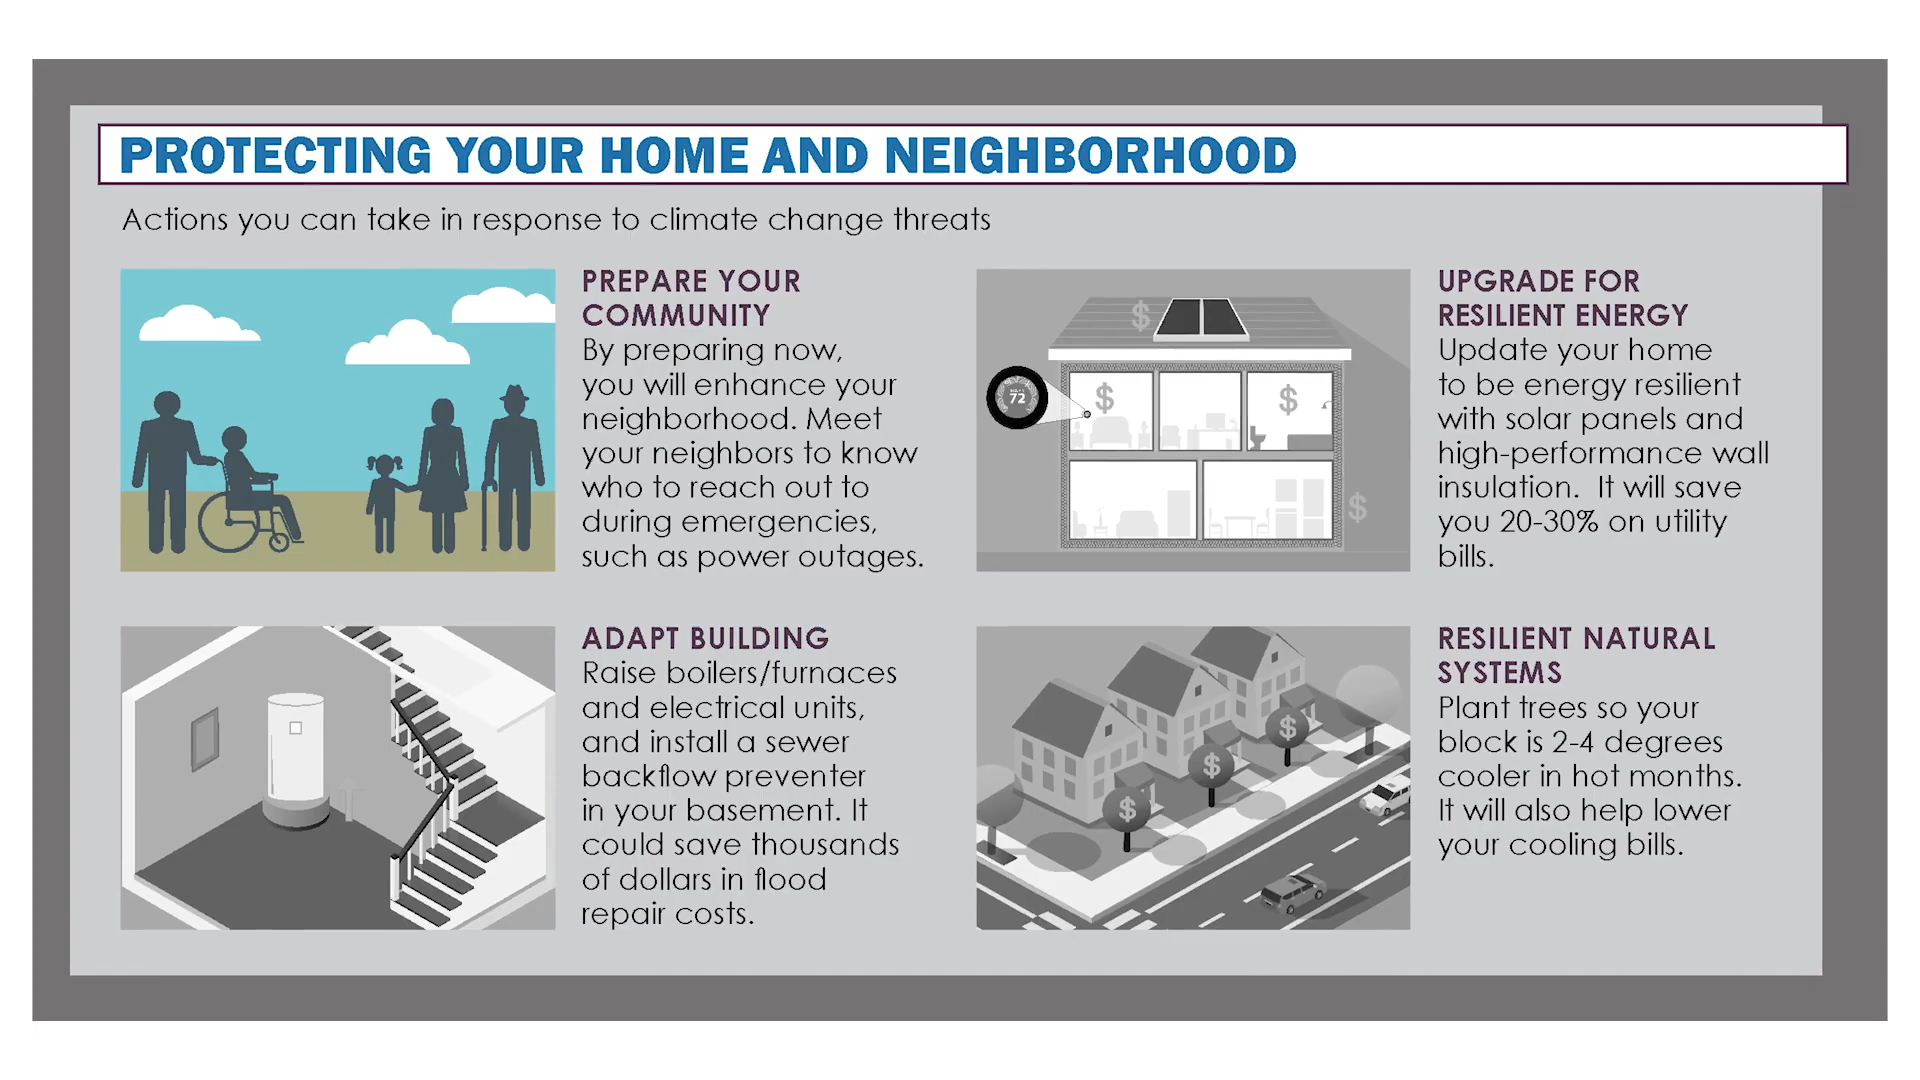 PROTECTING YOUR HOME AND NEIGHBORHOOD
Actions you can take in response to climate change threats
PREPARE YOUR
COMMUNITY
By preparing now,
you will enhance your
neighborhood. Meet
your neighbors to know
who to reach out to
during emergencies,
such as power outages.
$
72
$
$
$
UPGRADE FOR
RESILIENT ENERGY
Update your home
to be energy resilient
with solar panels and
high-performance wall
insulation.  It will save
you 20-30% on utility
bills.
ADAPT BUILDING
Raise boilers/furnaces
and electrical units,
and install a sewer
backflow preventer
in your basement. It
could save thousands
of dollars in flood
repair costs.
$
$
$
RESILIENT NATURAL
SYSTEMS
Plant trees so your
block is 2-4 degrees
cooler in hot months.
It will also help lower
your cooling bills.